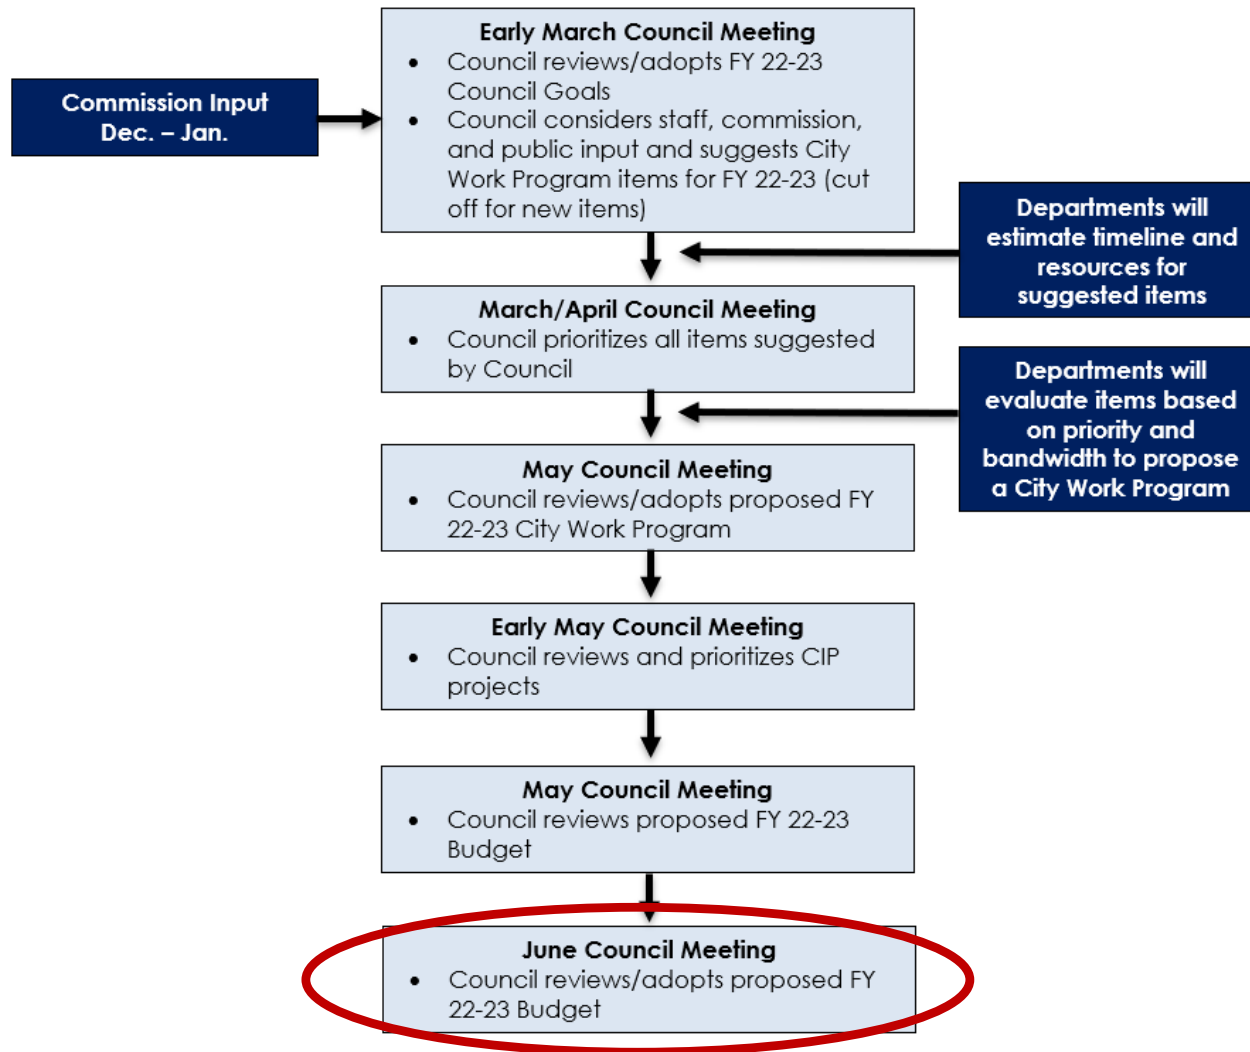 Early March Council Meeting
• Council reviews/adopts FY 22-23
Council Goals
• Council considers staff, commission,
and public input and suggests City
Work Program items for FY 22-23 (cut
off for new items)
Commission Input
Dec. – Jan.
Departments will
estimate timeline and
resources for
suggested items
March/April Council Meeting
• Council prioritizes all items suggested
by Council
Departments will
evaluate items based
on priority and
bandwidth to propose
a City Work Program
May Council Meeting
• Council reviews/adopts proposed FY
22-23 City Work Program
Early May Council Meeting
• Council reviews and prioritizes CIP
projects
May Council Meeting
• Council reviews proposed FY 22-23
Budget
June Council Meeting
• Council reviews/adopts proposed FY
22-23 Budget